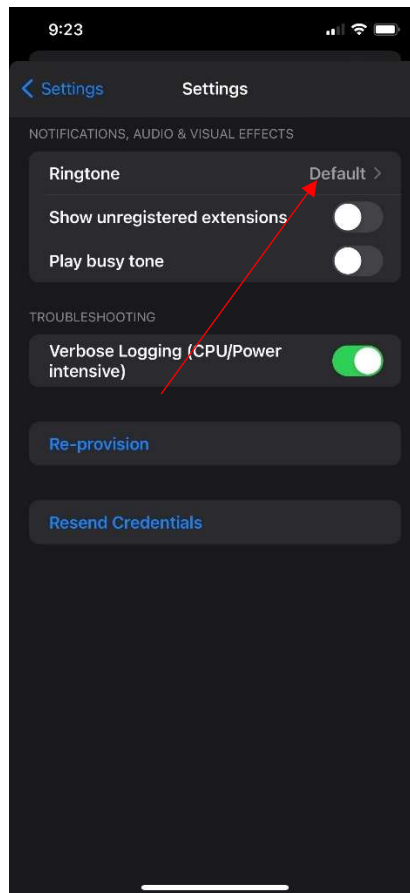 9:23
Settings Settings
NOTIFICATIONS, AUDIO & VISUAL EFFECTS
Ringtone Default
Show unregistered extensions
Play busy tone
TROUBLESHOOTING
Verbose Logging (CPU/Power
intensive)
Re-provision
Resend Credentials